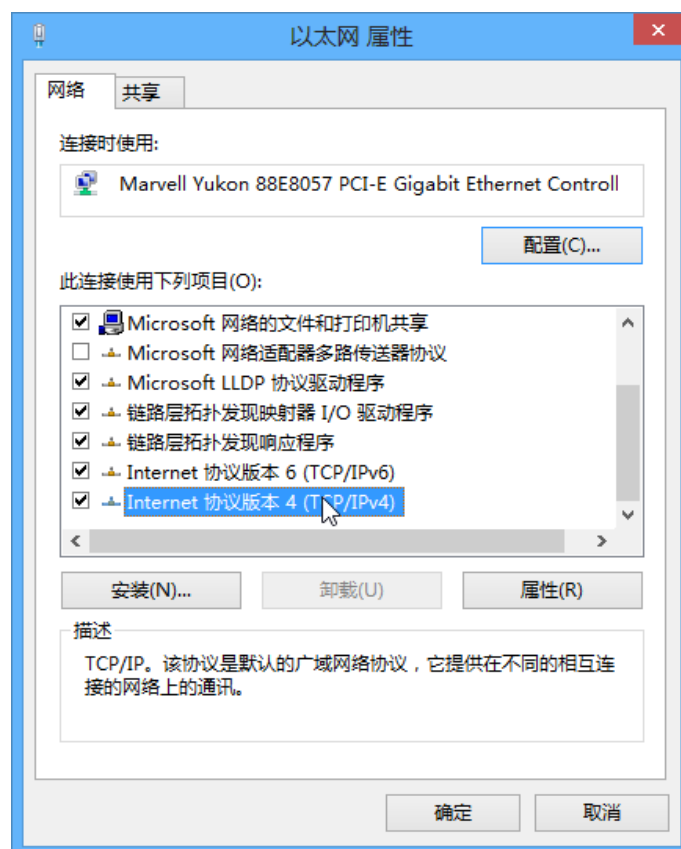 以太网 属性
网络
共享
连接时使用:
Marvell Yukon 88E8057 PCI-E Gigabit Ethernet Controll
配置(C)...
此连接使用下列项目(O):
Microsoft 网络的文件和打印机共享
Microsoft 网络适配器多路传送器协议
Microsoft LLDP 协议驱动程序
链路层拓扑发现映射器 I/O 驱动程序
链路层拓扑发现响应程序
Internet 协议版本 6 (TCP/IPv6)
Internet 协议版本 4 (TCP/IPv4)
安装(N)...
卸载(U)
属性(R)
描述
TCP/IP。该协议是默认的广域网络协议，它提供在不同的相互连
接的网络上的通讯。
确定
取消